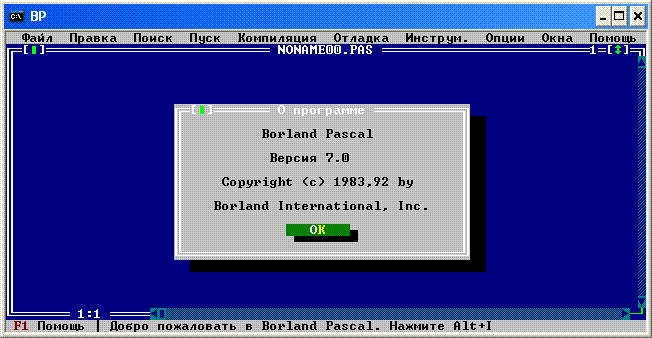 BP
Файл Правка Поиск Пуск Компиляция Отладка Инструм. Опции Окна Помощь
NONAME00.PAS 1
О программе
Borland Pascal
Версия 7.0
Copyright (c) 1983,92 by
Borland International, Inc.
OK
1:1
F1 Помощь | Добро пожаловать в Borland Pascal. Нажмите Alt+I